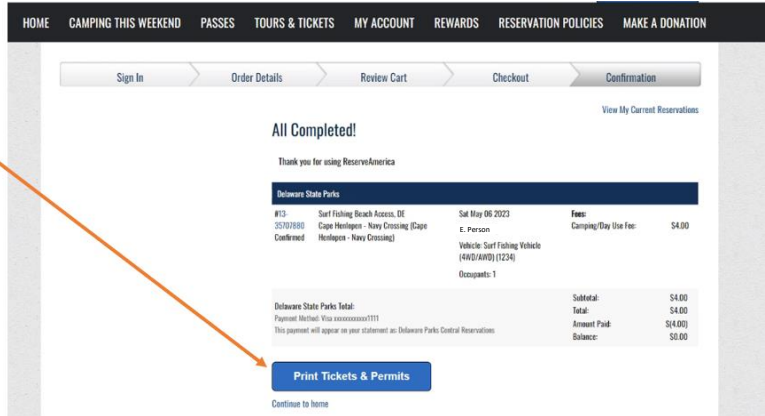 HOME CAMPING THIS WEEKEND PASSES TOURS & TICKETS MY ACCOUNT REWARDS RESERVATION POLICIES MAKE A DONATION
Sign In Order Details Review Cart Checkout Confirmation
View My Current Reservations
All Completed!
Thank you for using ReserveAmerica
Delaware State Parks
#13-35707880 Confirmed
Surf Fishing Beach Access, DE
Cape Henlopen - Navy Crossing (Cape
Henlopen - Navy Crossing)
Sat May 06 2023
E. Person
Vehicle: Surf Fishing Vehicle
(4WD/AWD) (1234)
Occupants: 1
Fees:
Camping/Day Use Fee: $4.00
Delaware State Parks Total:
Payment Method: Visa xxxxxxxxxxxx1111
This payment will appear on your statement as: Delaware Parks Central Reservations
Subtotal: $4.00
Total: $4.00
Amount Paid: $(4.00)
Balance: $0.00
Print Tickets & Permits
Continue to home